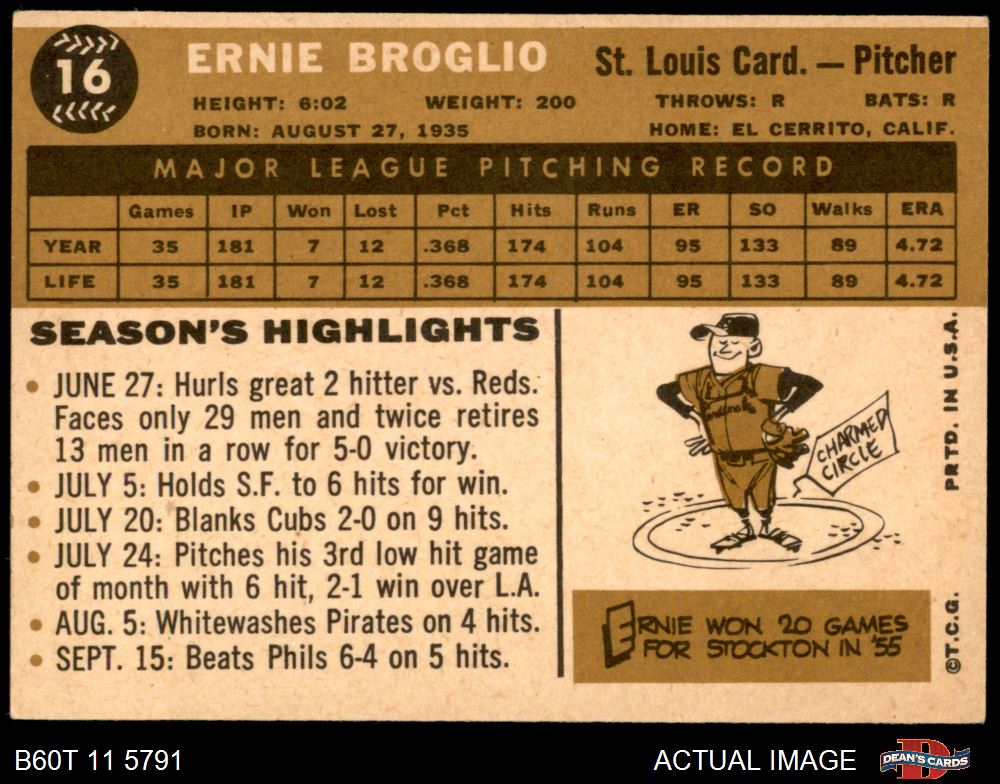 16
ERNIE BROGLIO
St. Louis Card. — Pitcher
HEIGHT: 6:02 WEIGHT: 200 THROWS: R BATS: R
BORN: AUGUST 27, 1935 HOME: EL CERRITO, CALIF.
MAJOR LEAGUE PITCHING RECORD
Games IP Won Lost Pct Hits Runs ER SO Walks ERA
YEAR 35 181 7 12 .368 174 104 95 133 89 4.72
LIFE 35 181 7 12 .368 174 104 95 133 89 4.72
SEASON'S HIGHLIGHTS
• JUNE 27: Hurls great 2 hitter vs. Reds.
Faces only 29 men and twice retires
13 men in a row for 5-0 victory.
• JULY 5: Holds S.F. to 6 hits for win.
• JULY 20: Blanks Cubs 2-0 on 9 hits.
• JULY 24: Pitches his 3rd low hit game
of month with 6 hit, 2-1 win over L.A.
• AUG. 5: Whitewashes Pirates on 4 hits.
• SEPT. 15: Beats Phils 6-4 on 5 hits.
CHARMED
CIRCLE
ERNIE WON 20 GAMES
FOR STOCKTON IN '55
©T.C.G. PRTD. IN U.S.A.
B60T 11 5791 ACTUAL IMAGE
DEAN'S CARDS